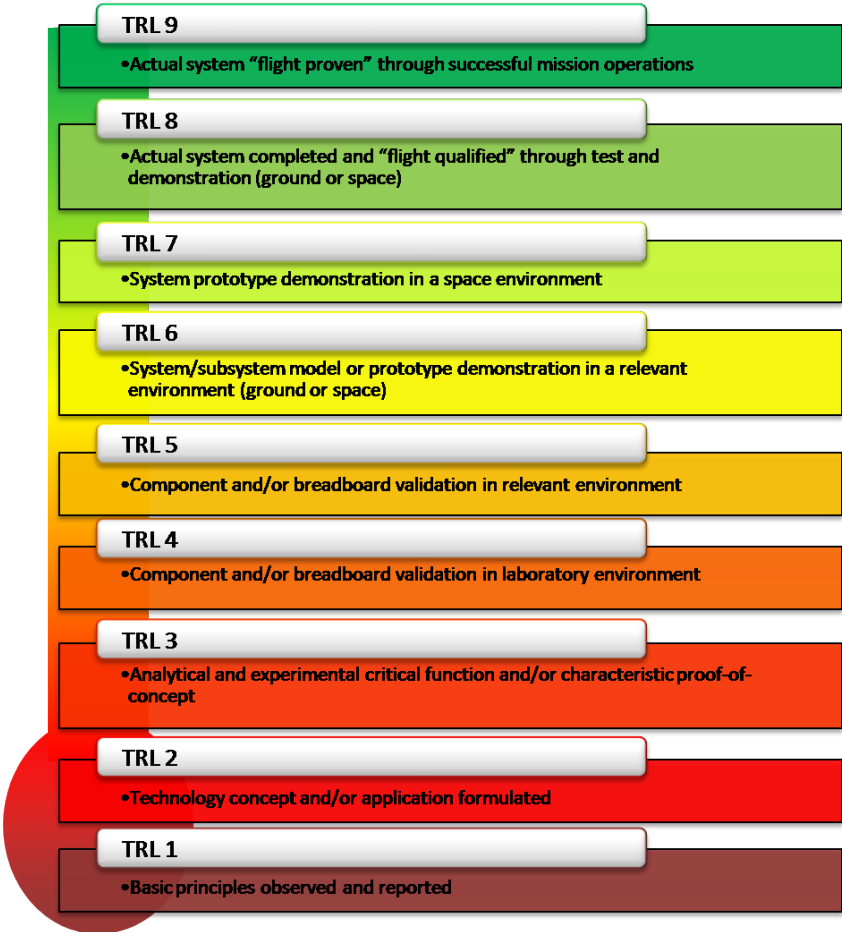 TRL 9
•Actual system “flight proven” through successful mission operations
TRL 8
•Actual system completed and “flight qualified” through test and
demonstration (ground or space)
TRL 7
•System prototype demonstration in a space environment
TRL 6
•System/subsystem model or prototype demonstration in a relevant
environment (ground or space)
TRL 5
•Component and/or breadboard validation in relevant environment
TRL 4
•Component and/or breadboard validation in laboratory environment
TRL 3
•Analytical and experimental critical function and/or characteristic proof-of-
concept
TRL 2
•Technology concept and/or application formulated
TRL 1
•Basic principles observed and reported